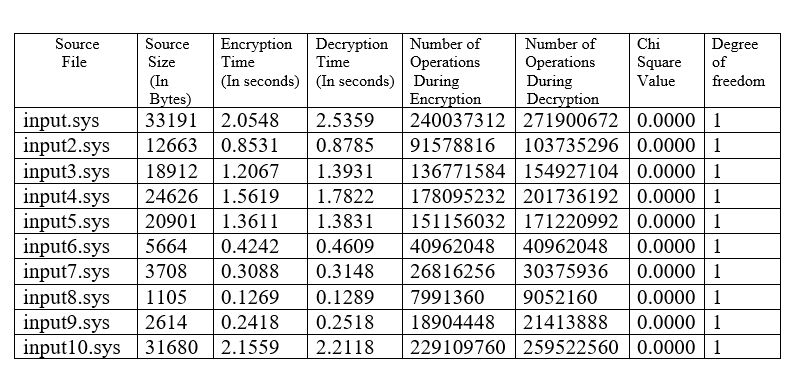 Source File | Source Size (In Bytes) | Encryption Time (In seconds) | Decryption Time (In seconds) | Number of Operations During Encryption | Number of Operations During Decryption | Chi Square Value | Degree of freedom
input.sys 33191 2.0548 2.5359 240037312 271900672 0.0000 1
input2.sys 12663 0.8531 0.8785 91578816 103735296 0.0000 1
input3.sys 18912 1.2067 1.3931 136771584 154927104 0.0000 1
input4.sys 24626 1.5619 1.7822 178095232 201736192 0.0000 1
input5.sys 20901 1.3611 1.3831 151156032 171220992 0.0000 1
input6.sys 5664 0.4242 0.4609 40962048 40962048 0.0000 1
input7.sys 3708 0.3088 0.3148 26816256 30375936 0.0000 1
input8.sys 1105 0.1269 0.1289 7991360 9052160 0.0000 1
input9.sys 2614 0.2418 0.2518 18904448 21413888 0.0000 1
input10.sys 31680 2.1559 2.2118 229109760 259522560 0.0000 1